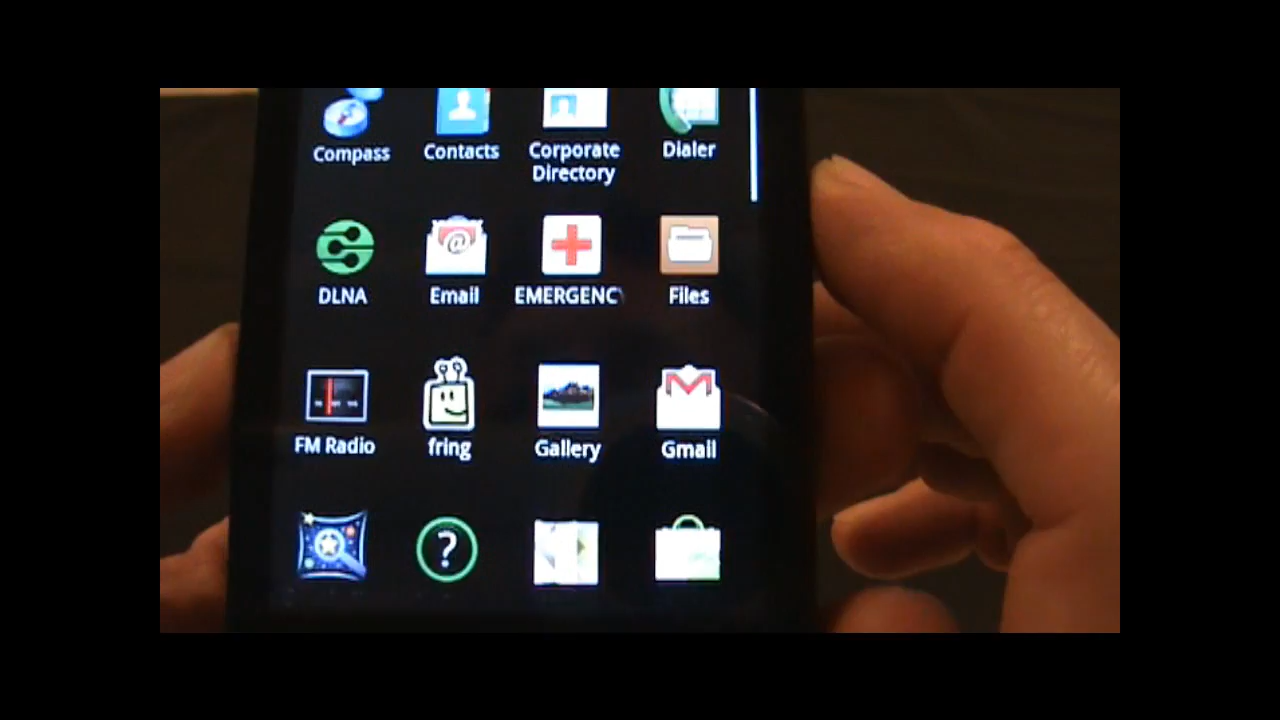 Compass Contacts Corporate Directory Dialer
DLNA Email EMERGENCY Files
FM Radio fring Gallery Gmail